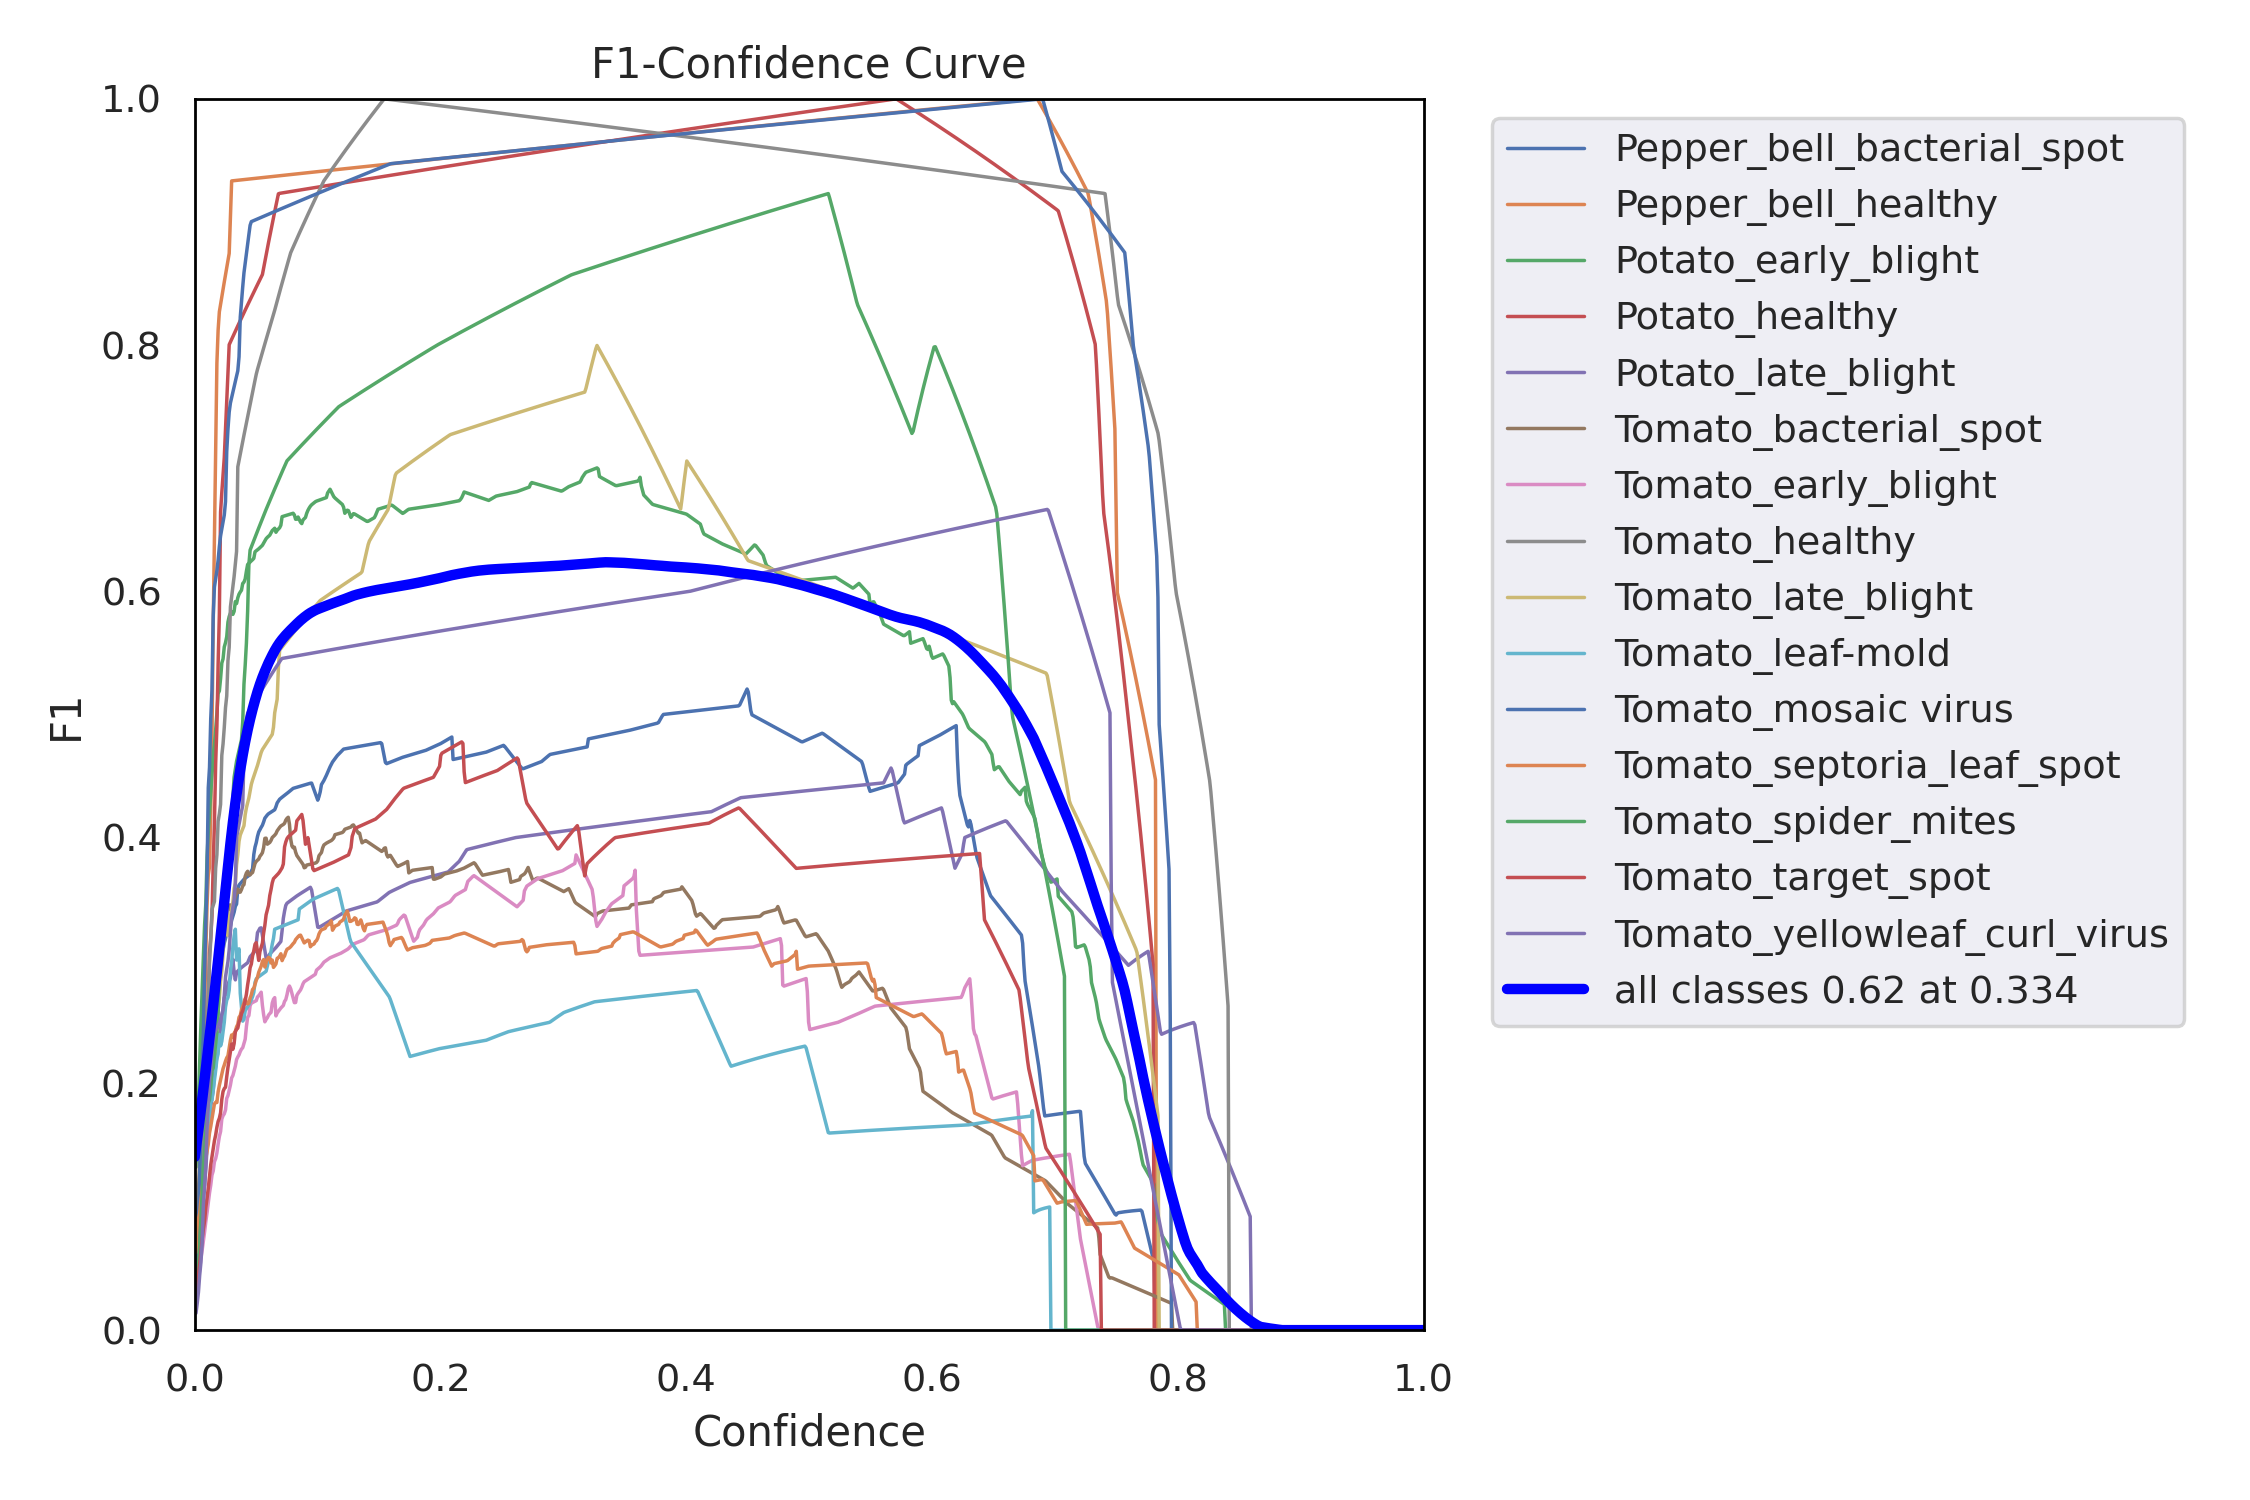 F1-Confidence Curve
1.0
0.8
0.6
0.4
0.2
0.0
F1
0.0 0.2 0.4 0.6 0.8 1.0
Confidence
Pepper_bell_bacterial_spot
Pepper_bell_healthy
Potato_early_blight
Potato_healthy
Potato_late_blight
Tomato_bacterial_spot
Tomato_early_blight
Tomato_healthy
Tomato_late_blight
Tomato_leaf-mold
Tomato_mosaic virus
Tomato_septoria_leaf_spot
Tomato_spider_mites
Tomato_target_spot
Tomato_yellowleaf_curl_virus
all classes 0.62 at 0.334